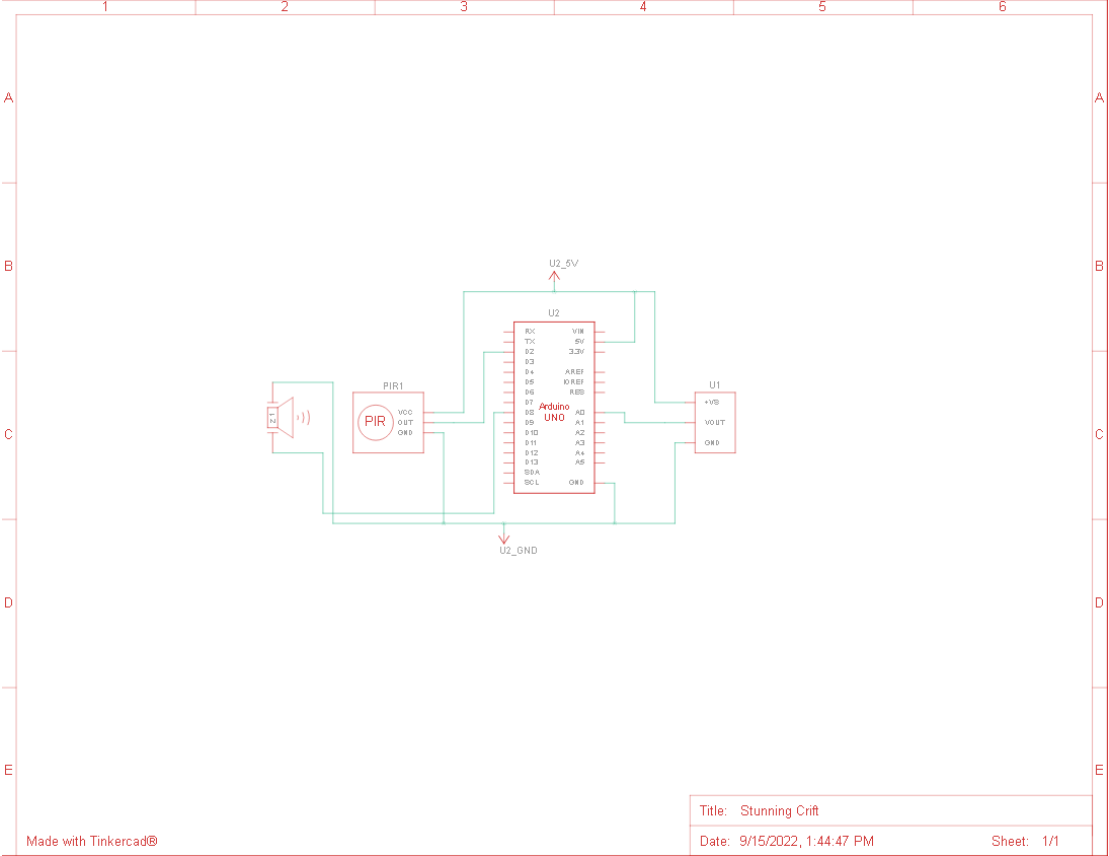 1 2 3 4 5 6
A A
B B
C C
D D
E E
U2_5V
U2
RX VIN
TX 5V
D2 3.3V
D3
D4 AREF
D5 IOREF
D6 RES
D7
D8 A0
D9 A1
D10 A2
D11 A3
D12 A4
D13 A5
SDA
SCL GND
Arduino
UNO
PIR1
PIR
VCC
OUT
GND
U1
+VS
VOUT
GND
U2_GND
Made with Tinkercad®
Title: Stunning Crift
Date: 9/15/2022, 1:44:47 PM Sheet: 1/1